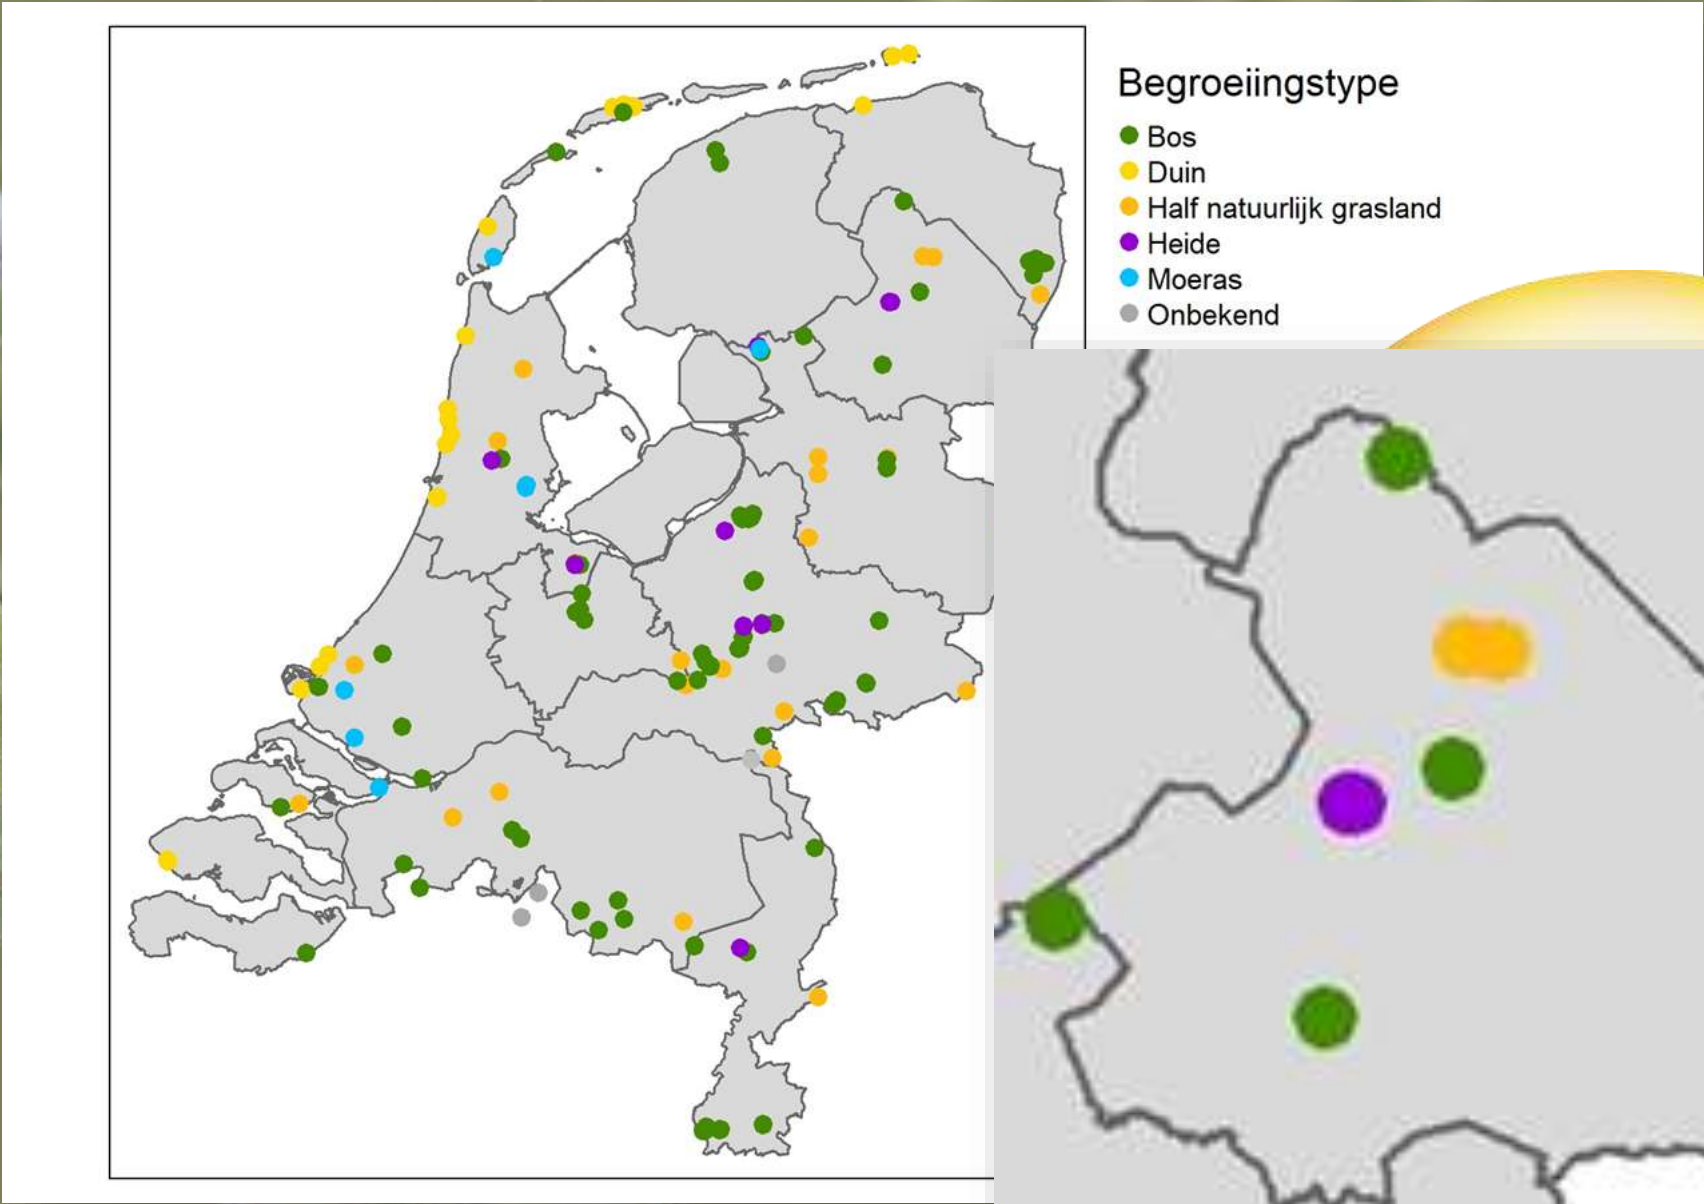 Begroeiingstype
Bos
Duin
Half natuurlijk grasland
Heide
Moeras
Onbekend